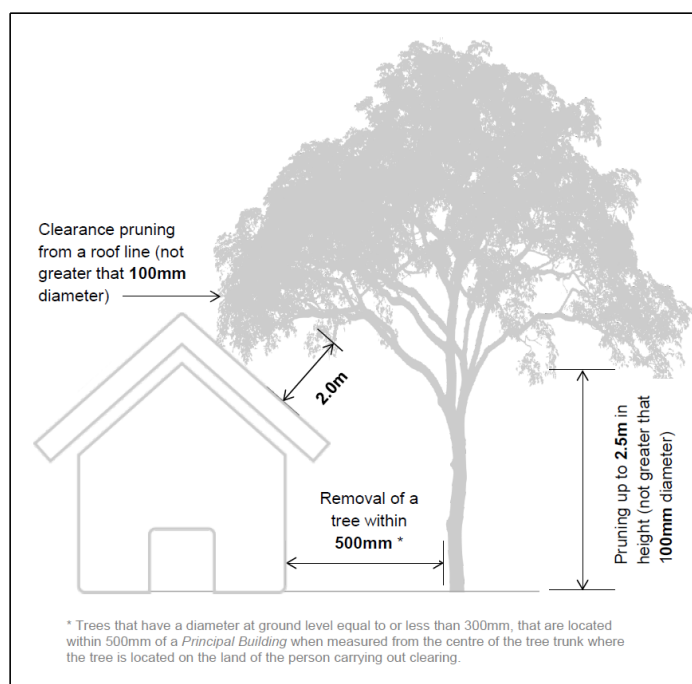 Clearance pruning
from a roof line (not
greater that 100mm
diameter)
2.0m
Removal of a
tree within
500mm *
Pruning up to 2.5m in
height (not greater that
100mm diameter)
* Trees that have a diameter at ground level equal to or less than 300mm, that are located
within 500mm of a Principal Building when measured from the centre of the tree trunk where
the tree is located on the land of the person carrying out clearing.